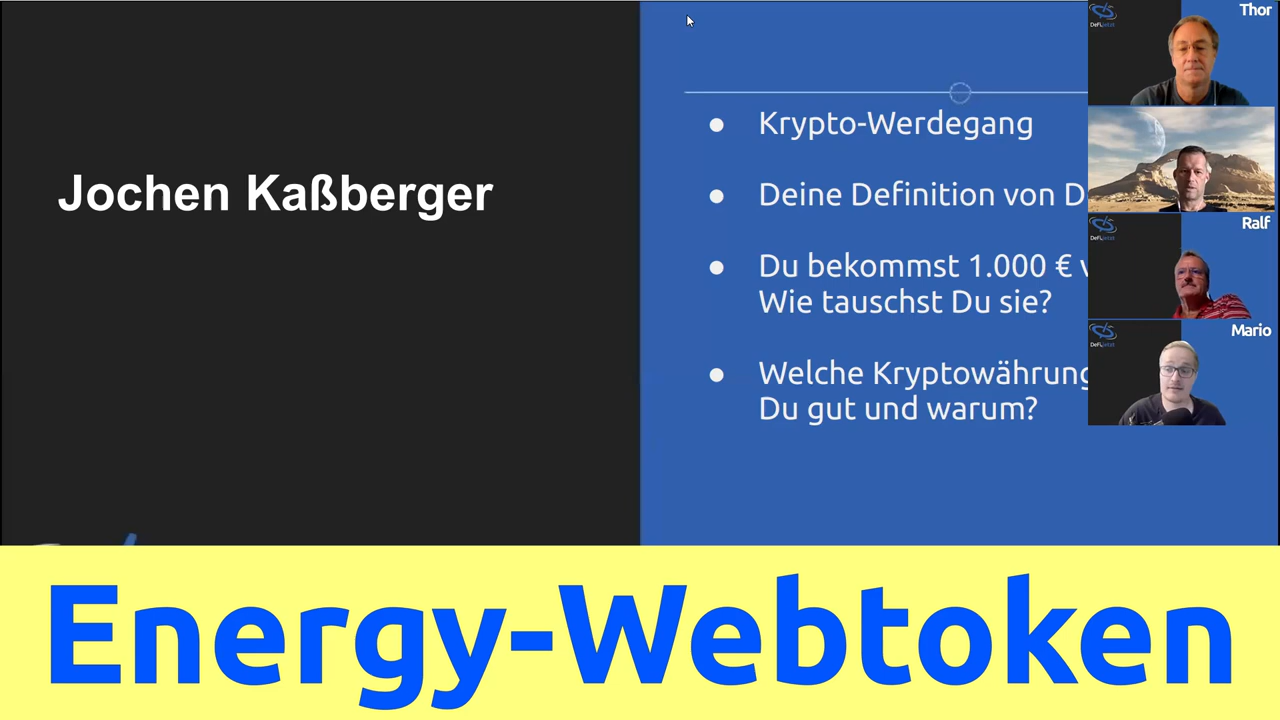 Jochen Kaßberger
Krypto-Werdegang
Deine Definition von D
Du bekommst 1.000 €
Wie tauschst Du sie?
Welche Kryptowährung
Du gut und warum?
Thor
Ralf
Mario
Energy-Webtoken